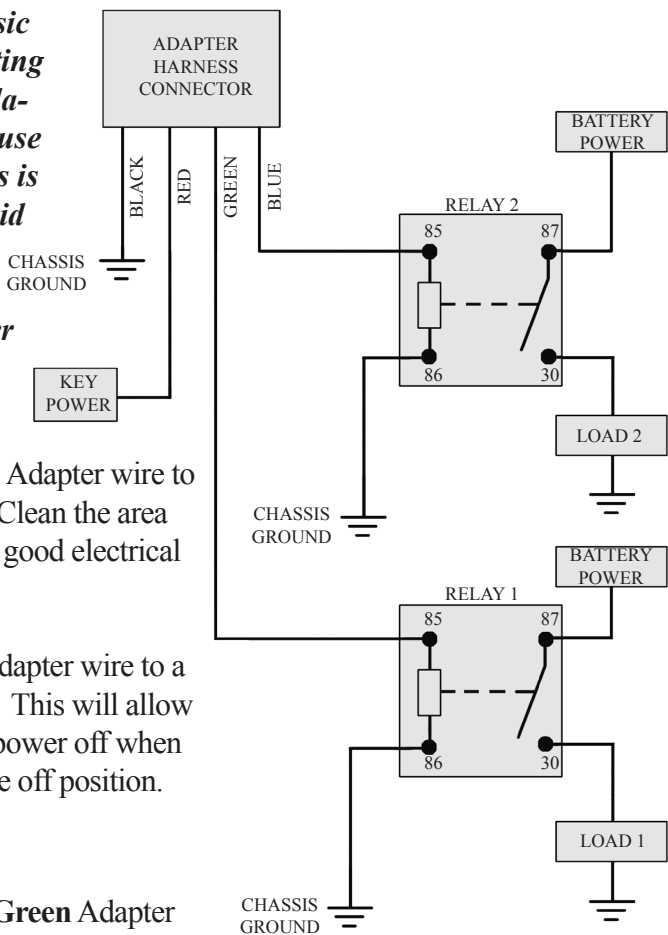 sic
ting
la-
use
s is
id
er
ADAPTER
HARNESS
CONNECTOR
BLACK
RED
GREEN
BLUE
CHASSIS
GROUND
KEY
POWER
BATTERY
POWER
RELAY 2
85
87
86
30
LOAD 2
CHASSIS
GROUND
Adapter wire to
Clean the area
good electrical
BATTERY
POWER
RELAY 1
85
87
86
30
LOAD 1
CHASSIS
GROUND
dapter wire to a
This will allow
power off when
e off position.
Green Adapter